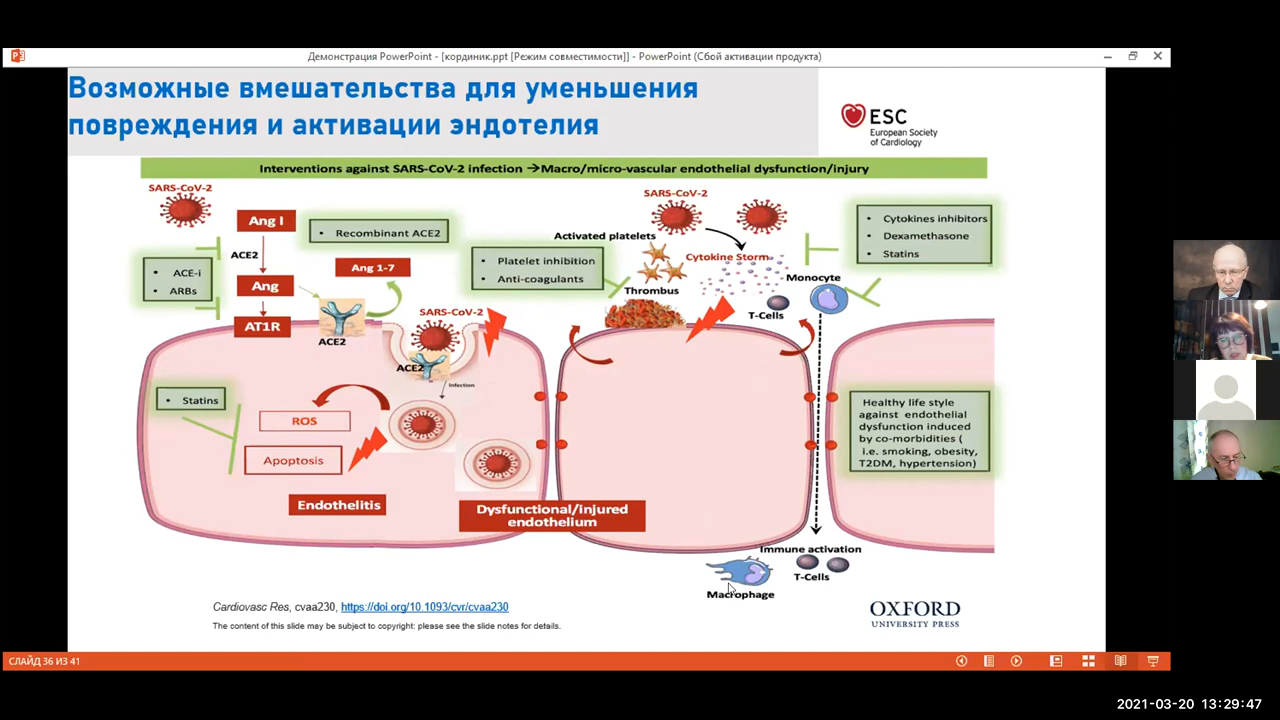 Демонстрация PowerPoint - [кординик.ppt [Режим совместимости]] - PowerPoint (Сбой активации продукта)
Возможные вмешательства для уменьшения
повреждения и активации эндотелия
ESC
European Society
of Cardiology
Interventions against SARS-CoV-2 infection →Macro/micro-vascular endothelial dysfunction/injury
SARS-CoV-2
Ang I
ACE2
• Recombinant ACE2
• ACE-i
• ARBs
Ang
Ang 1-7
AT1R
ACE2
SARS-CoV-2
ACE2
Infection
• Statins
ROS
Apoptosis
Endothelitis
Dysfunctional/injured
endothelium
SARS-CoV-2
Activated platelets
• Platelet inhibition
• Anti-coagulants
Cytokine Storm
Thrombus
T-Cells
Monocyte
• Cytokines inhibitors
• Dexamethasone
• Statins
Healthy life style
against endothelial
dysfunction induced
by co-morbidities (
i.e. smoking, obesity,
T2DM, hypertension)
Immune activation
T-Cells
Macrophage
Cardiovasc Res, cvaa230, https://doi.org/10.1093/cvr/cvaa230
The content of this slide may be subject to copyright: please see the slide notes for details.
OXFORD
UNIVERSITY PRESS
СЛАЙД 36 ИЗ 41
2021-03-20 13:29:47